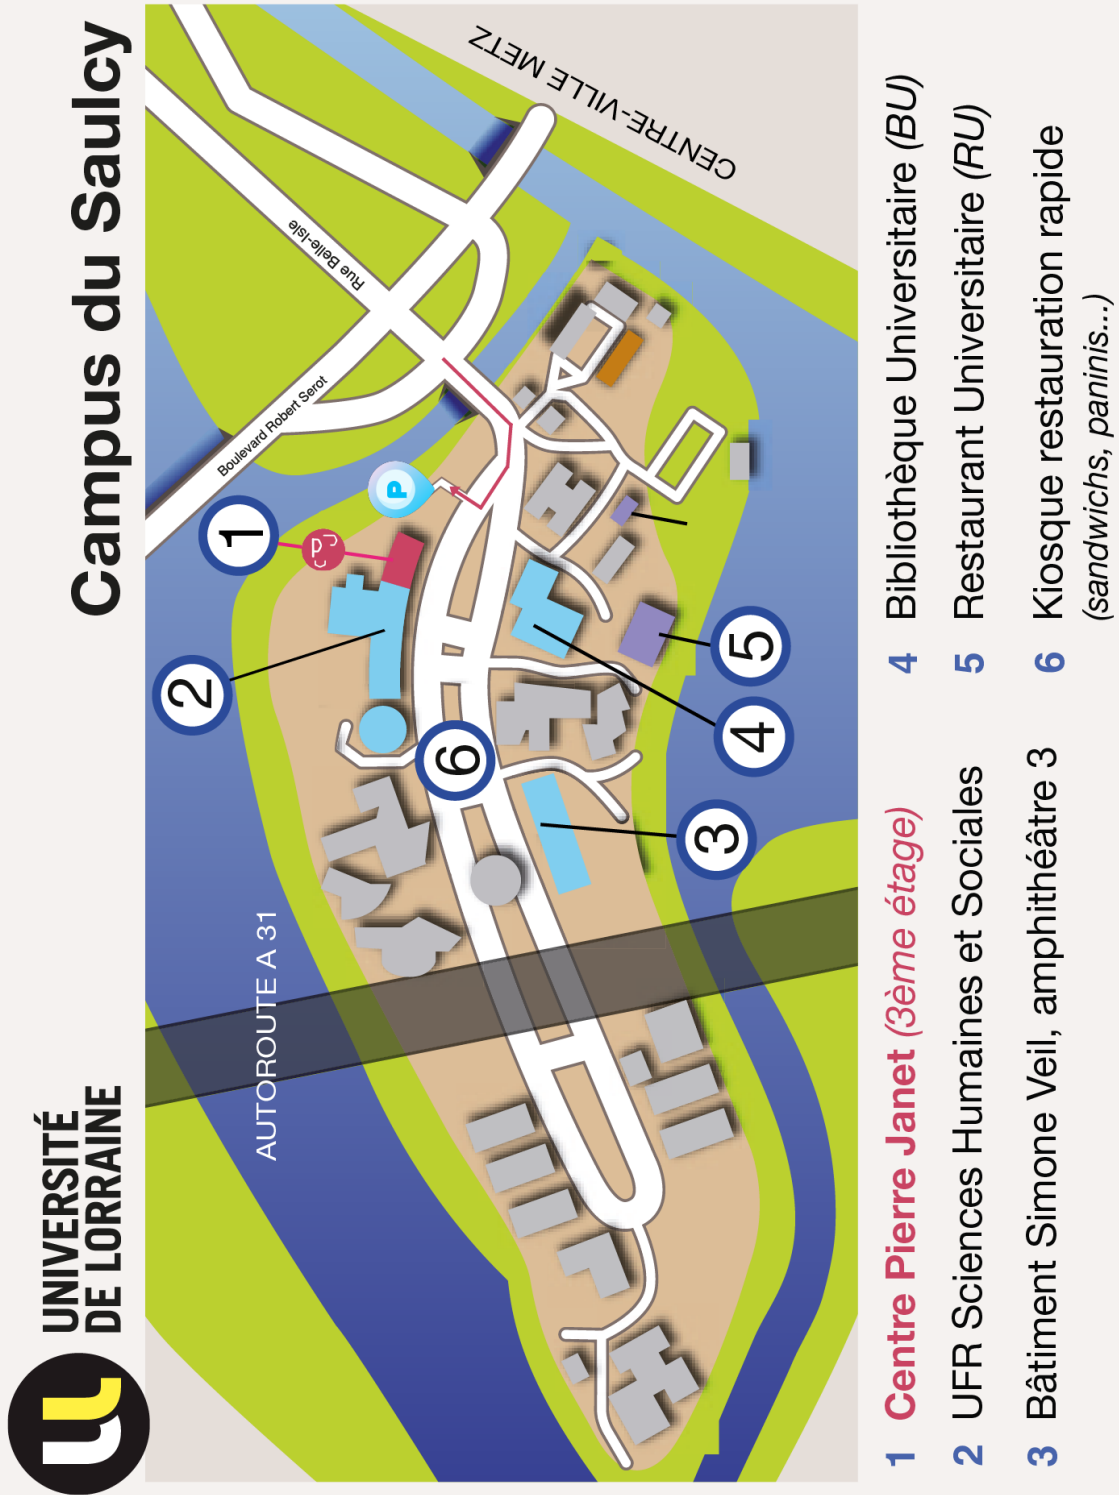 UNIVERSITÉ
DE LORRAINE
Campus du Saulcy
AUTOROUTE A 31
Boulevard Robert Serot
Rue Belle-Isle
CENTRE-VILLE METZ
P
p
1
2
3
4
5
6
1 Centre Pierre Janet (3ème étage)
2 UFR Sciences Humaines et Sociales
3 Bâtiment Simone Veil, amphithéâtre 3
4 Bibliothèque Universitaire (BU)
5 Restaurant Universitaire (RU)
6 Kiosque restauration rapide
(sandwichs, paninis...)